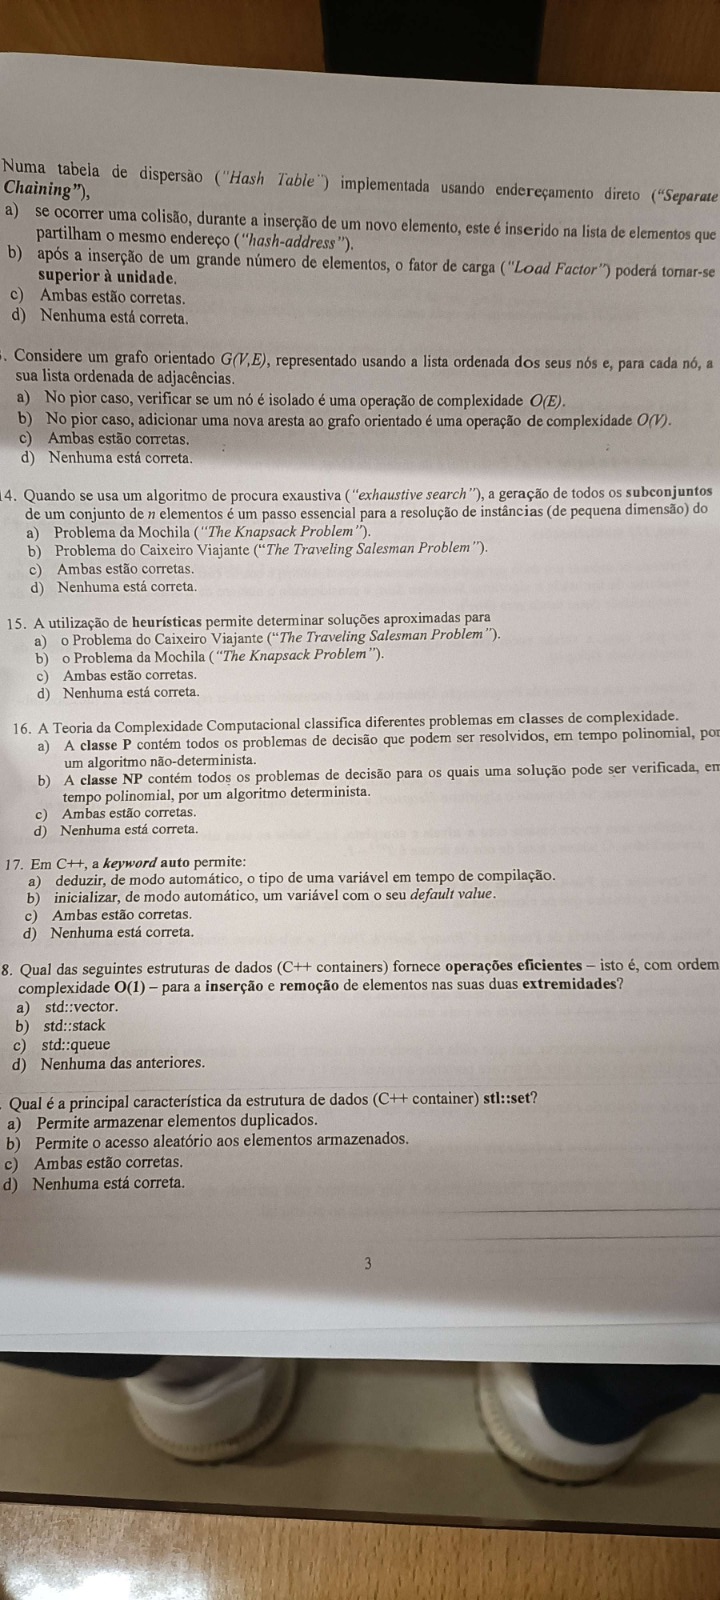 Numa tabela de dispersão ("Hash Table") implementada usando endereçamento direto ("Separate
Chaining"),
a) se ocorrer uma colisão, durante a inserção de um novo elemento, este é inserido na lista de elementos que
partilham o mesmo endereço ("hash-address").
b) após a inserção de um grande número de elementos, o fator de carga ("Load Factor") poderá tornar-se
superior à unidade.
c) Ambas estão corretas.
d) Nenhuma está correta.
. Considere um grafo orientado G(V,E), representado usando a lista ordenada dos seus nós e, para cada nó, a
sua lista ordenada de adjacências.
a) No pior caso, verificar se um nó é isolado é uma operação de complexidade O(E).
b) No pior caso, adicionar uma nova aresta ao grafo orientado é uma operação de complexidade O(V).
c) Ambas estão corretas.
d) Nenhuma está correta.
14. Quando se usa um algoritmo de procura exaustiva ("exhaustive search"), a geração de todos os subconjuntos
de um conjunto de n elementos é um passo essencial para a resolução de instâncias (de pequena dimensão) do
a) Problema da Mochila ("The Knapsack Problem").
b) Problema do Caixeiro Viajante ("The Traveling Salesman Problem").
c) Ambas estão corretas.
d) Nenhuma está correta.
15. A utilização de heurísticas permite determinar soluções aproximadas para
a) o Problema do Caixeiro Viajante ("The Traveling Salesman Problem").
b) o Problema da Mochila ("The Knapsack Problem").
c) Ambas estão corretas.
d) Nenhuma está correta.
16. A Teoria da Complexidade Computacional classifica diferentes problemas em classes de complexidade.
a) A classe P contém todos os problemas de decisão que podem ser resolvidos, em tempo polinomial, por
um algoritmo não-determinista.
b) A classe NP contém todos os problemas de decisão para os quais uma solução pode ser verificada, em
tempo polinomial, por um algoritmo determinista.
c) Ambas estão corretas.
d) Nenhuma está correta.
17. Em C++, a keyword auto permite:
a) deduzir, de modo automático, o tipo de uma variável em tempo de compilação.
b) inicializar, de modo automático, um variável com o seu default value.
c) Ambas estão corretas.
d) Nenhuma está correta.
8. Qual das seguintes estruturas de dados (C++ containers) fornece operações eficientes – isto é, com ordem
complexidade O(1) – para a inserção e remoção de elementos nas suas duas extremidades?
a) std::vector.
b) std::stack
c) std::queue
d) Nenhuma das anteriores.
. Qual é a principal característica da estrutura de dados (C++ container) stl::set?
a) Permite armazenar elementos duplicados.
b) Permite o acesso aleatório aos elementos armazenados.
c) Ambas estão corretas.
d) Nenhuma está correta.
3